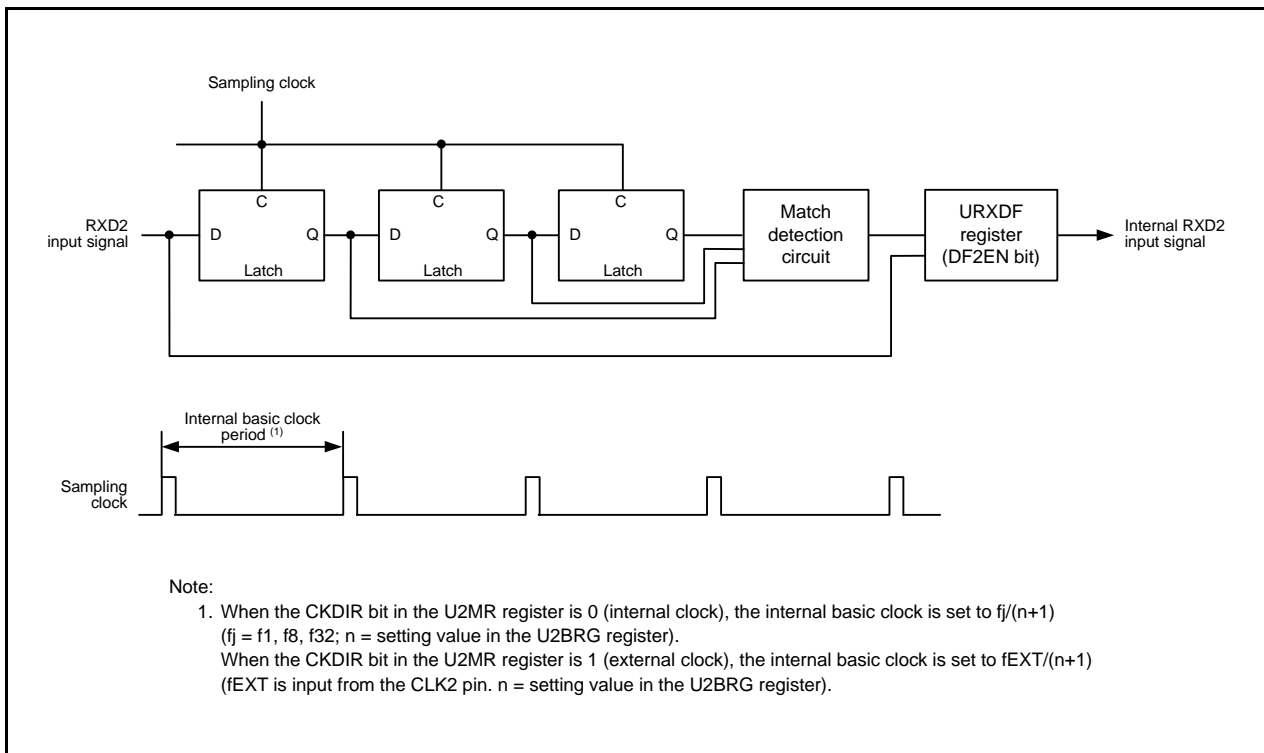 Sampling clock
C
C
C
RXD2
input signal
D
Q
D
Q
D
Q
Latch
Latch
Latch
Match
detection
circuit
URXDF
register
(DF2EN bit)
Internal RXD2
input signal
Internal basic clock
period (1)
Sampling
clock
Note:
1. When the CKDIR bit in the U2MR register is 0 (internal clock), the internal basic clock is set to fj/(n+1)
(fj = f1, f8, f32; n = setting value in the U2BRG register).
When the CKDIR bit in the U2MR register is 1 (external clock), the internal basic clock is set to fEXT/(n+1)
(fEXT is input from the CLK2 pin. n = setting value in the U2BRG register).